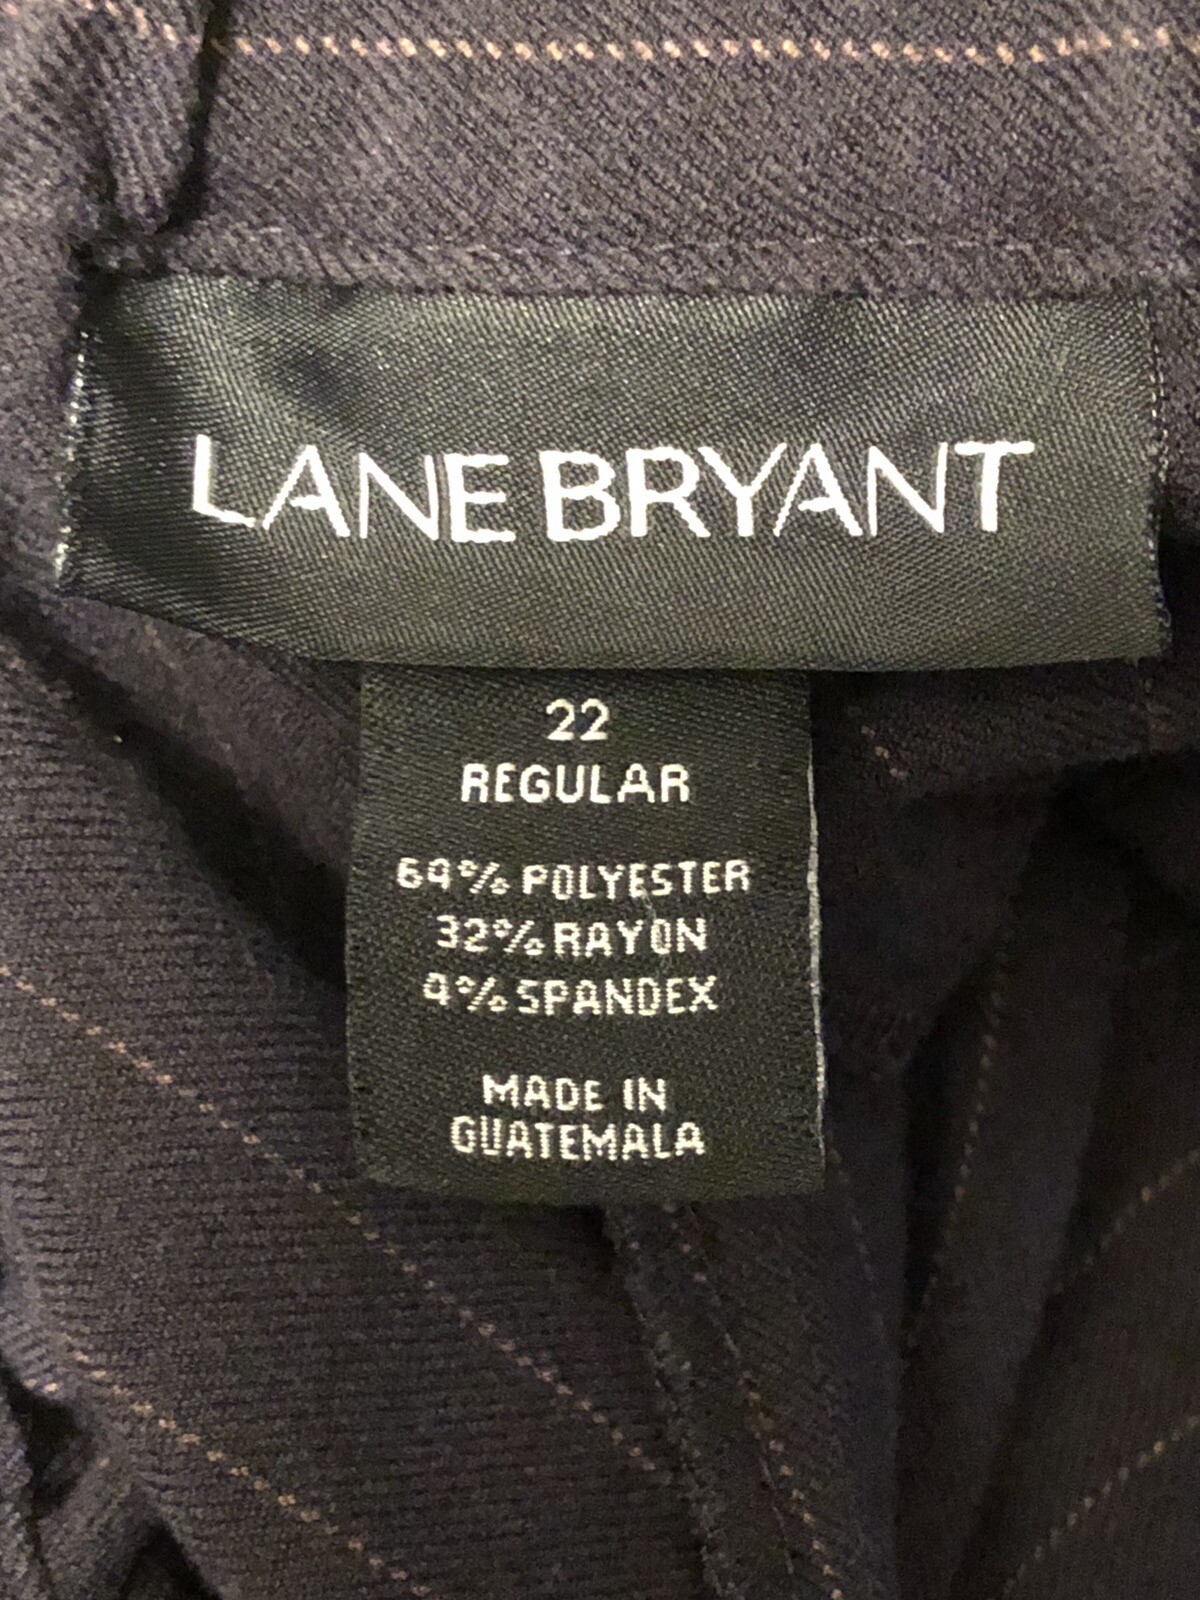 LANE BRYANT
22
REGULAR
64% POLYESTER
32% RAYON
4% SPANDEX
MADE IN
GUATEMALA